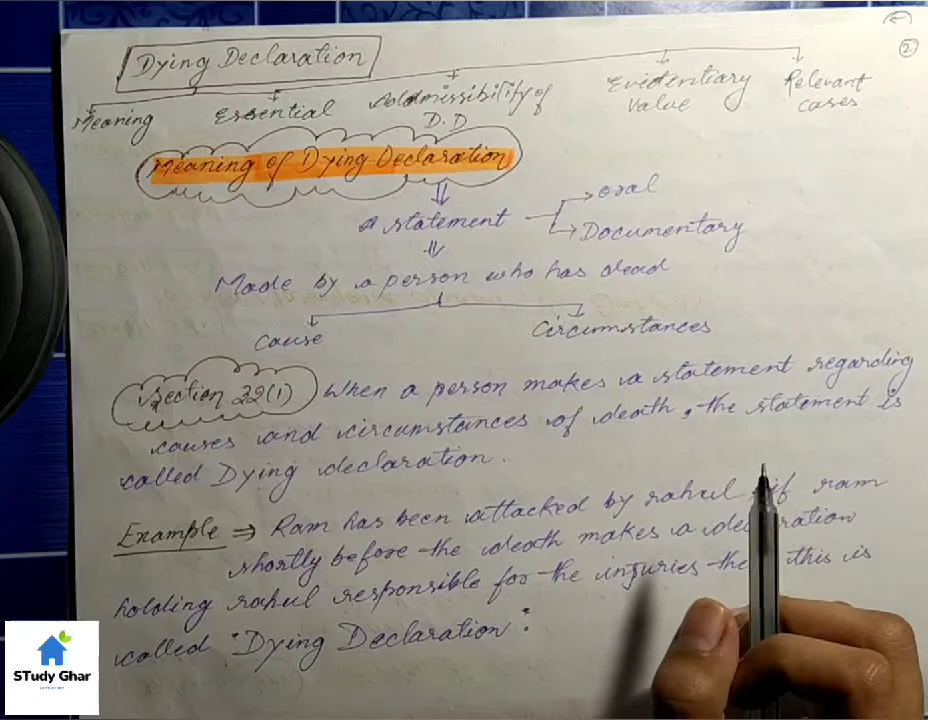 2
Dying Declaration
Meaning
Essential
Addmissibility of
D.D
Evidentiary
value
Relevant
cases
Meaning of Dying Declaration
A statement
oral
Documentary
Made by a person who has dead
cause
Circumstances
Section 32(1) When a person makes a statement regarding
causes and circumstances of death, the statement is
called Dying declaration.
Example ⇒ Ram has been attacked by rahul if ram
shortly before the death makes a declaration
holding rahul responsible for the injuries the this is
called "Dying Declaration".
STudy Ghar